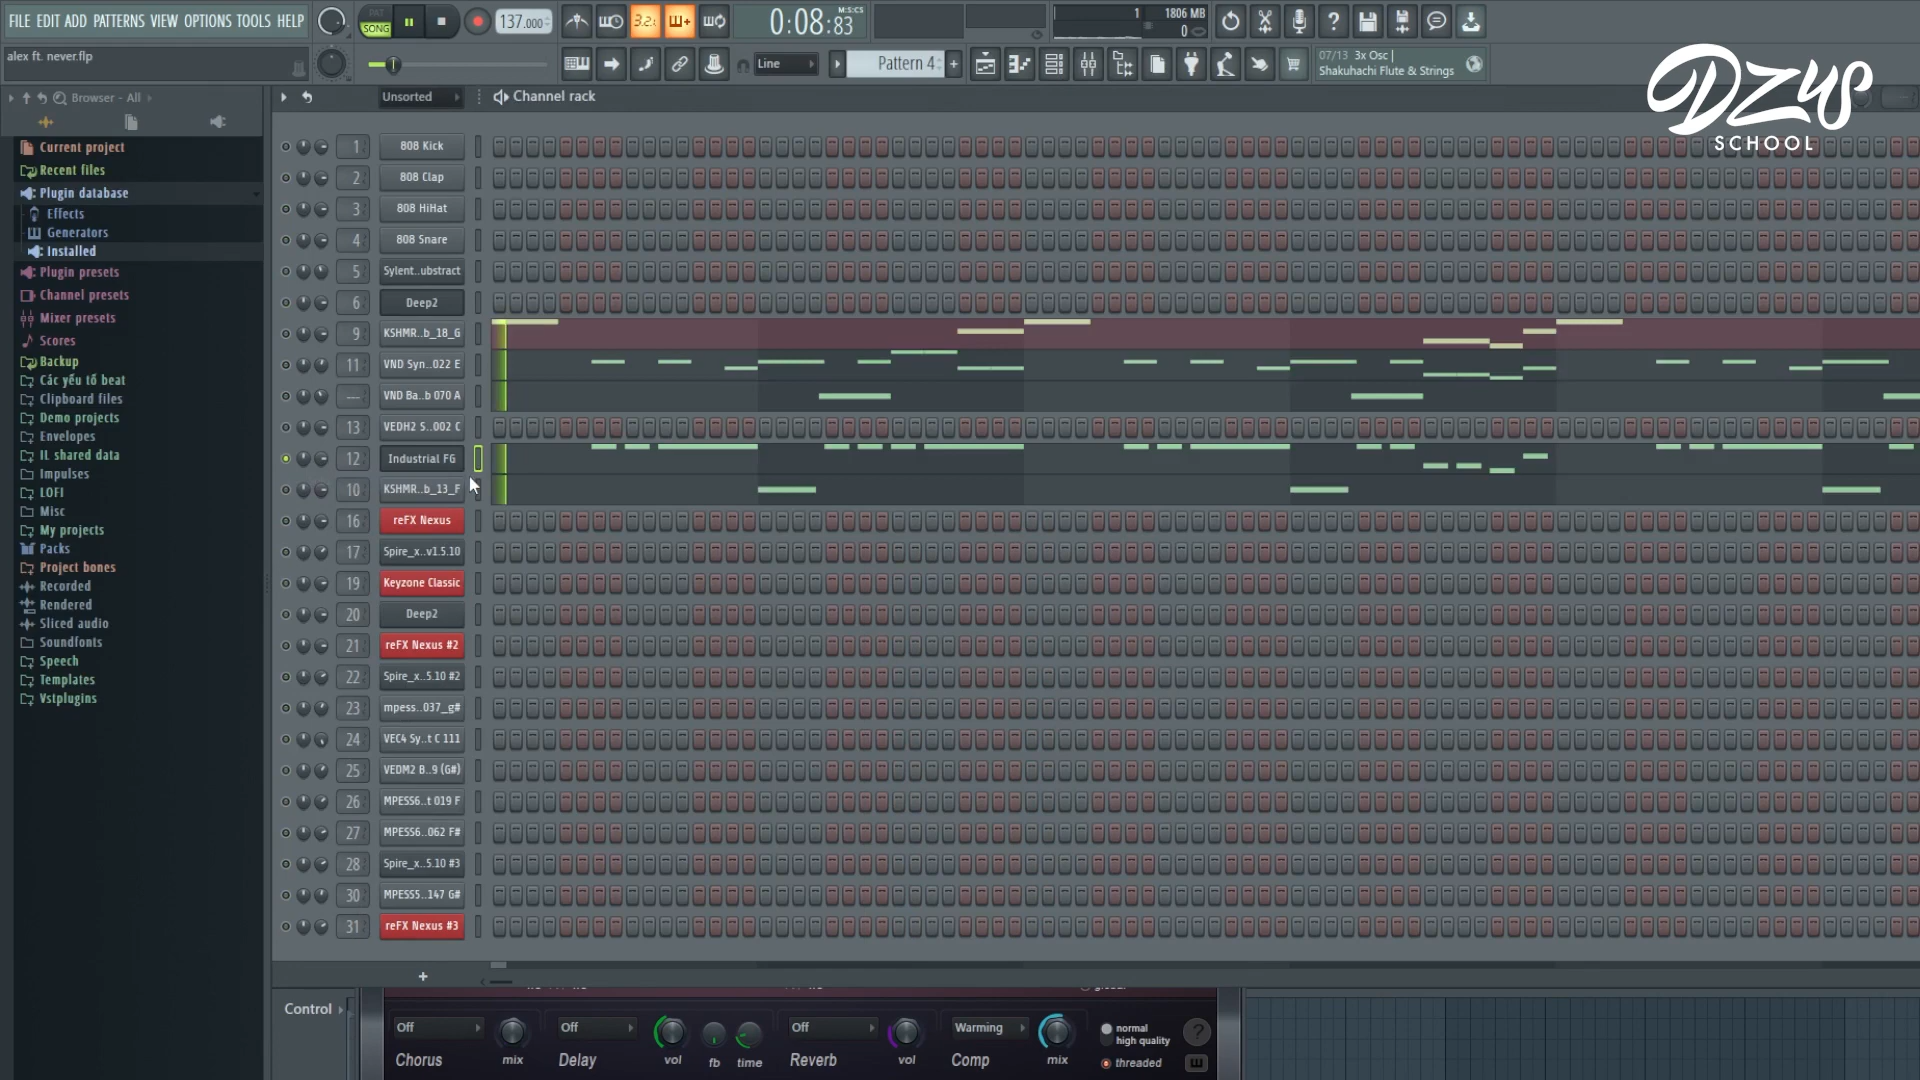 FILE EDIT ADD PATTERNS VIEW OPTIONS TOOLS HELP
PAT
SONG
137.000
3.2.
0:08:83
M:S:CS
1
1806 MB
0
alex ft. never.flp
Line
Pattern 4
07/13 3x Osc |
Shakuhachi Flute & Strings
DZUS
SCHOOL
Browser - All
Unsorted
Channel rack
Current project
Recent files
Plugin database
Effects
Generators
Installed
Plugin presets
Channel presets
Mixer presets
Scores
Backup
Các yếu tố beat
Clipboard files
Demo projects
Envelopes
IL shared data
Impulses
LOFI
Misc
My projects
Packs
Project bones
Recorded
Rendered
Sliced audio
Soundfonts
Speech
Templates
Vstplugins
1 808 Kick
2 808 Clap
3 808 HiHat
4 808 Snare
5 Sylent..ubstract
6 Deep2
9 KSHMR..b_18_G
11 VND Syn..022 E
--- VND Ba..b 070 A
13 VEDH2 S..002 C
12 Industrial FG
10 KSHMR..b_13_F
16 reFX Nexus
17 Spire_x..v1.5.10
19 Keyzone Classic
20 Deep2
21 reFX Nexus #2
22 Spire_x..5.10 #2
23 mpess..037_g#
24 VEC4 Sy..t C 111
25 VEDM2 B..9 (G#)
26 MPESS6..t 019 F
27 MPESS6..062 F#
28 Spire_x..5.10 #3
30 MPESS5..147 G#
31 reFX Nexus #3
+
Control
Off
Chorus
mix
Off
Delay
vol
fb
time
Off
Reverb
vol
Warming
Comp
mix
normal
high quality
threaded
?